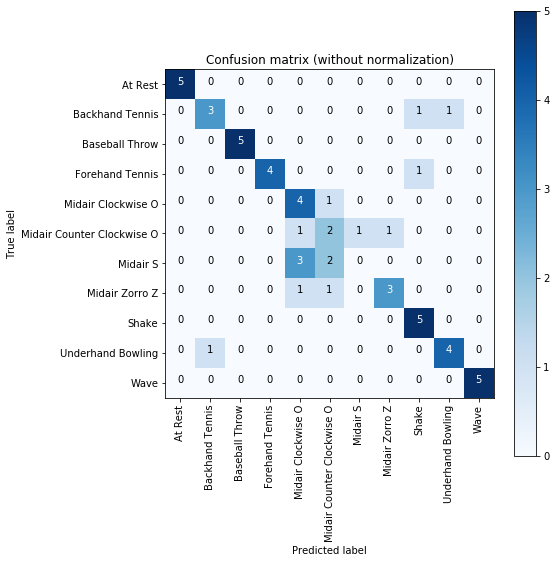 Confusion matrix (without normalization)
True label
At Rest 5 0 0 0 0 0 0 0 0 0 0
Backhand Tennis 0 3 0 0 0 0 0 0 1 1 0
Baseball Throw 0 0 5 0 0 0 0 0 0 0 0
Forehand Tennis 0 0 0 4 0 0 0 0 1 0 0
Midair Clockwise O 0 0 0 0 4 1 0 0 0 0 0
Midair Counter Clockwise O 0 0 0 0 1 2 1 1 0 0 0
Midair S 0 0 0 0 3 2 0 0 0 0 0
Midair Zorro Z 0 0 0 0 1 1 0 3 0 0 0
Shake 0 0 0 0 0 0 0 0 5 0 0
Underhand Bowling 0 1 0 0 0 0 0 0 0 4 0
Wave 0 0 0 0 0 0 0 0 0 0 5
At Rest
Backhand Tennis
Baseball Throw
Forehand Tennis
Midair Clockwise O
Midair Counter Clockwise O
Midair S
Midair Zorro Z
Shake
Underhand Bowling
Wave
Predicted label
5
4
3
2
1
0